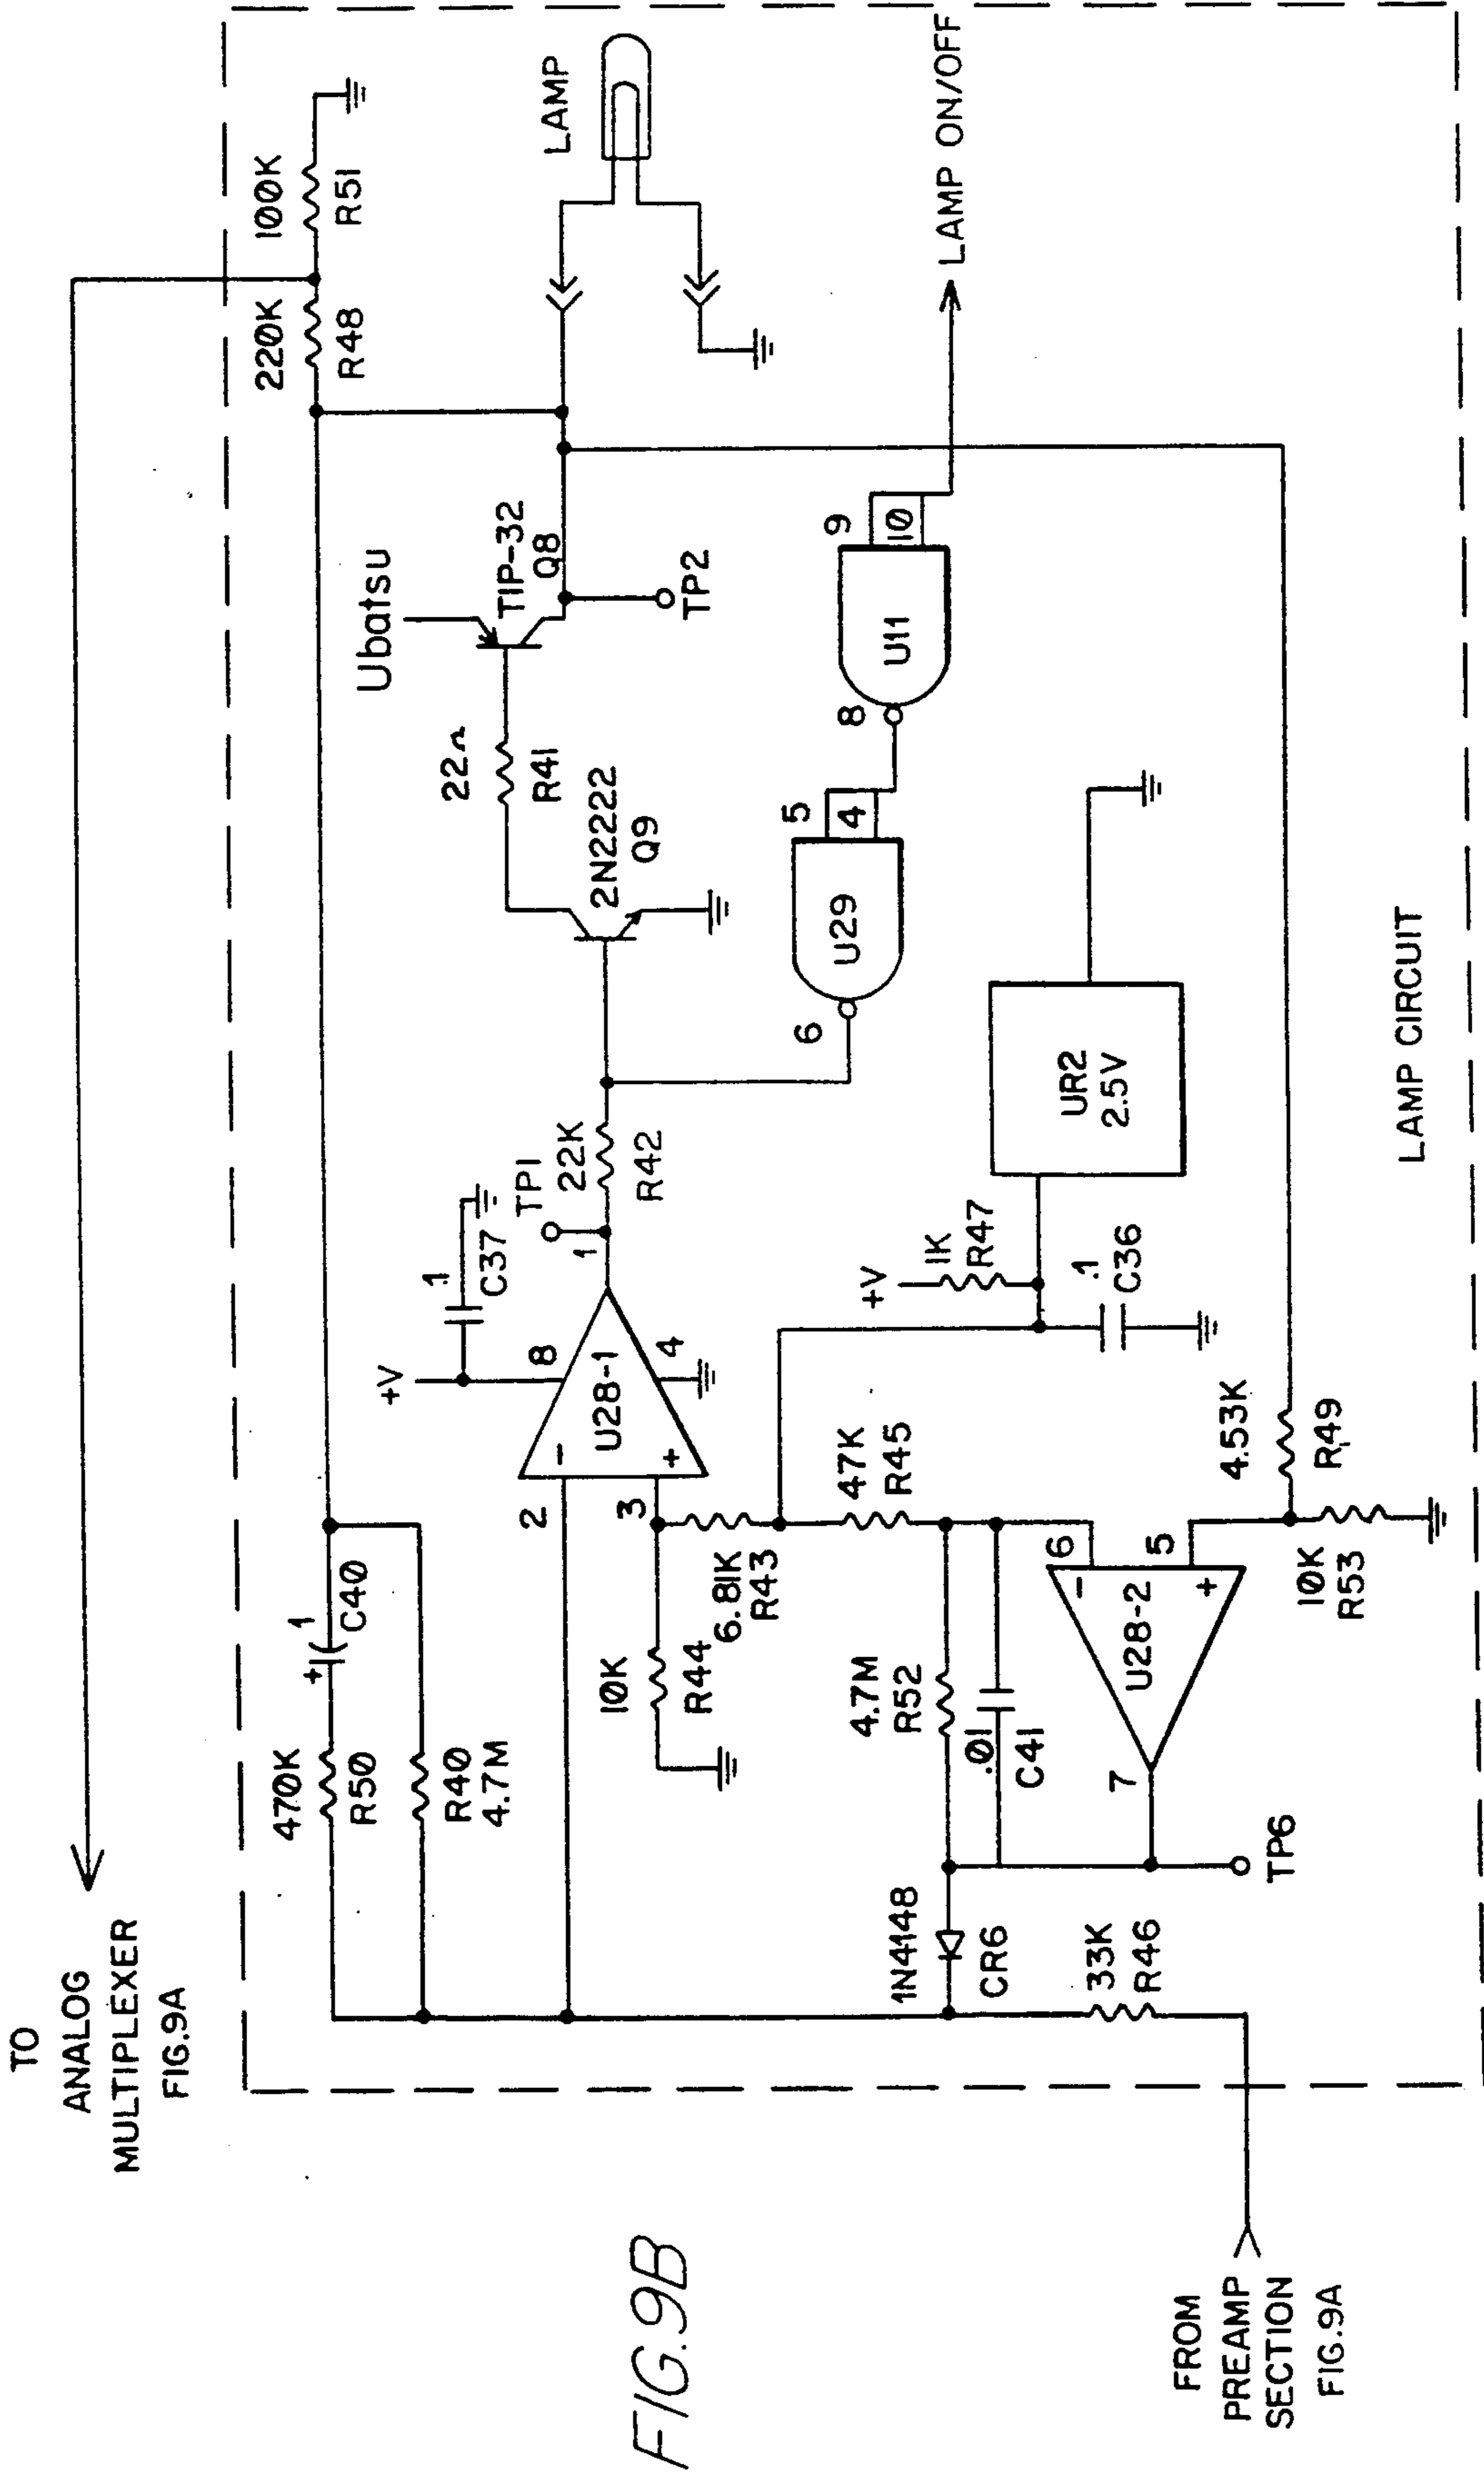 TO
ANALOG
MULTIPLEXER
FIG.9A
470K
R50
R40
4.7M
+ 1
C40
220K
R48
100K
R51
LAMP
Ubatsu
TIP-32
Q8
TP2
22Ω
R41
2N2222
Q9
+V
.1
C37
TP1
22K
R42
2
3
8
4
1
-
+
U28-1
10K
R44
6.81K
R43
5
4
6
U29
9
10
8
U11
LAMP ON/OFF
47K
R45
+V
1K
R47
.1
C36
UR2
2.5V
4.7M
R52
.01
C41
1N4148
CR6
33K
R46
6
5
7
-
+
U28-2
TP6
10K
R53
4.53K
R49
LAMP CIRCUIT
FROM
PREAMP
SECTION
FIG.9A
FIG.9B